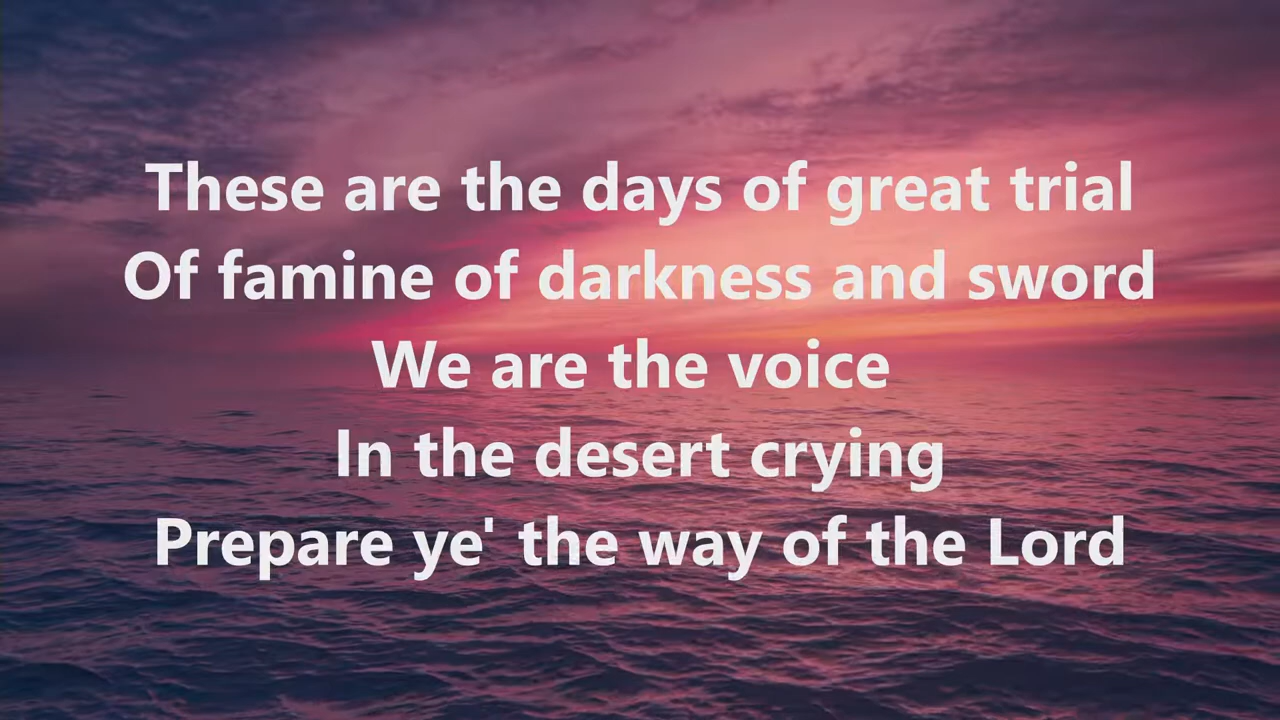 These are the days of great trial
Of famine of darkness and sword
We are the voice
In the desert crying
Prepare ye' the way of the Lord